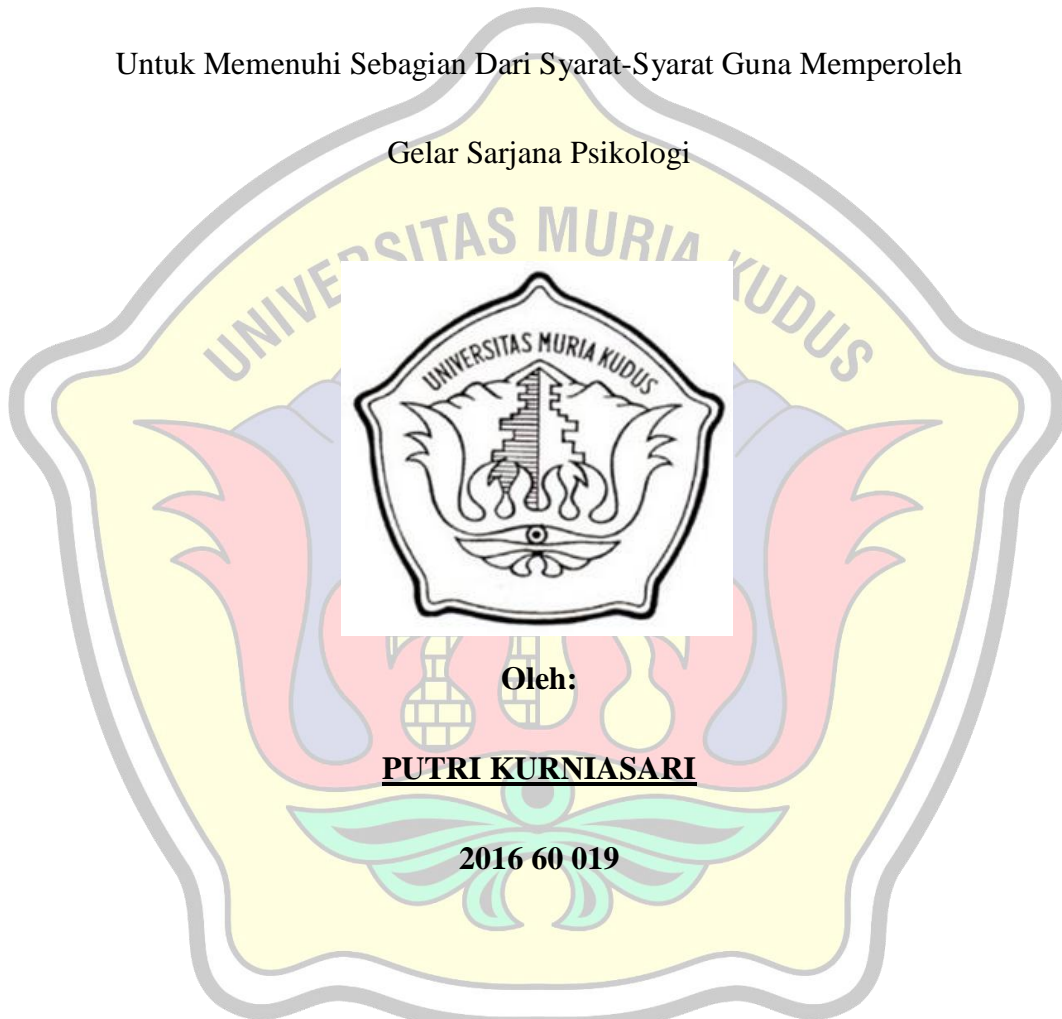 Untuk Memenuhi Sebagian Dari Syarat-Syarat Guna Memperoleh
Gelar Sarjana Psikologi
UNIVERSITAS MURIA KUDUS
UNIVERSITAS MURIA KUDUS
Oleh:
PUTRI KURNIASARI
2016 60 019